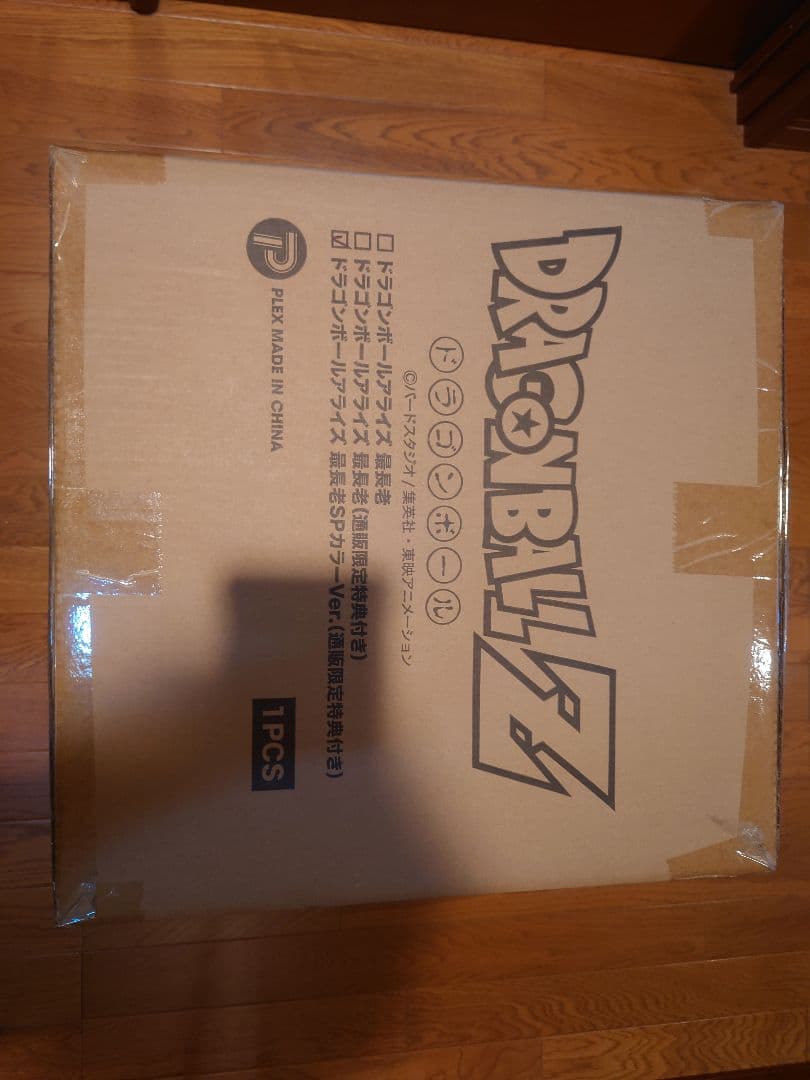 DRAGONBALL Z
ドラゴンボール
©バードスタジオ / 集英社・東映アニメーション
□ ドラゴンボールアライズ 最長老
□ ドラゴンボールアライズ 最長老(通販限定特典付き)
☑ ドラゴンボールアライズ 最長老SPカラーVer.(通販限定特典付き)
PLEX MADE IN CHINA
1PCS